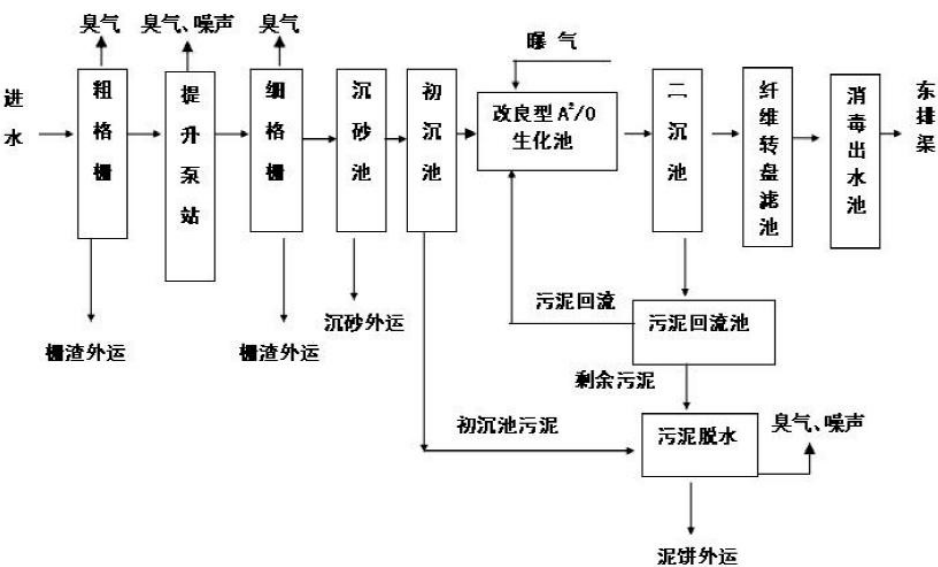 臭气
臭气、噪声
臭气
曝 气
进水
粗格栅
提升泵站
细格栅
沉砂池
初沉池
改良型 A²/O
生化池
二沉池
纤维转盘滤池
消毒出水池
东排渠
污泥回流
污泥回流池
沉砂外运
栅渣外运
栅渣外运
剩余污泥
初沉池污泥
污泥脱水
臭气、噪声
泥饼外运